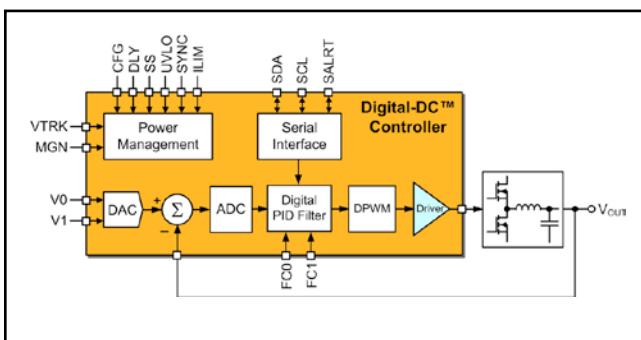 CFG
DLY
SS
UVLO
SYNC
ILIM
SDA
SCL
SALRT
Digital-DC™
Controller
VTRK
MGN
Power
Management
Serial
Interface
V0
V1
DAC
+
Σ
−
ADC
Digital
PID Filter
DPWM
Driver
VOUT
FC0
FC1